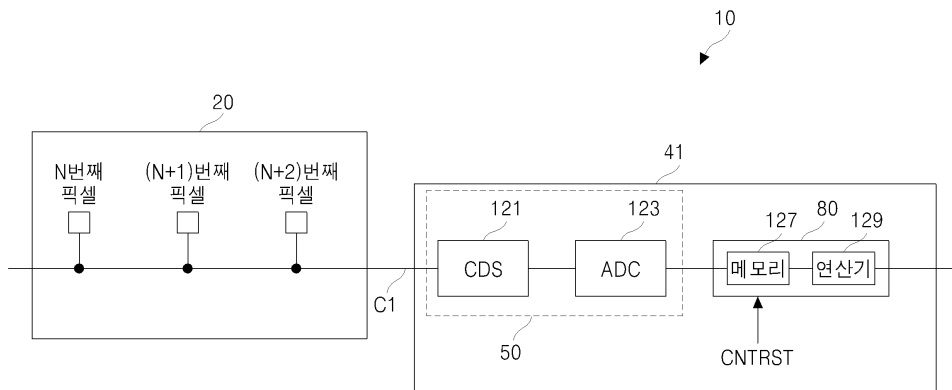 10
20
N번째
픽셀
(N+1)번째
픽셀
(N+2)번째
픽셀
41
121
123
127
80
129
CDS
ADC
메모리
연산기
C1
50
CNTRST